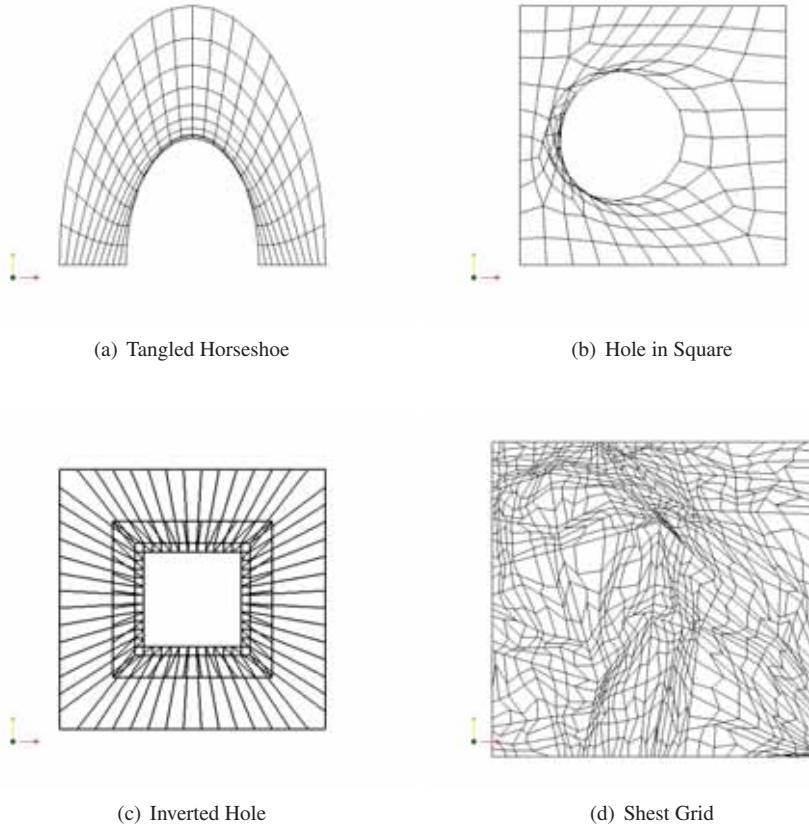 (a) Tangled Horseshoe
(b) Hole in Square
(c) Inverted Hole
(d) Shest Grid